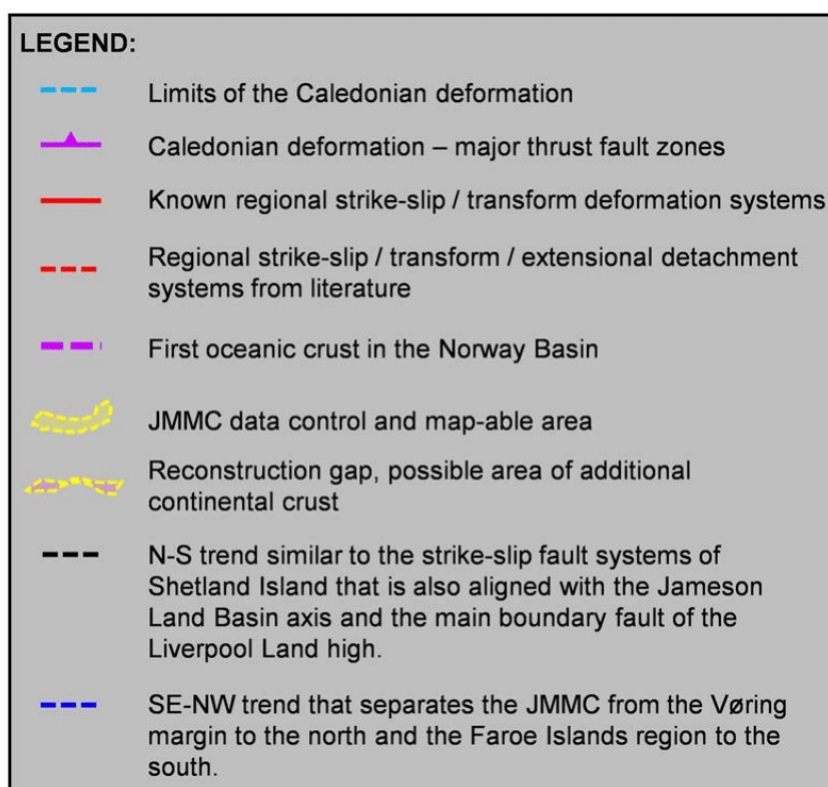 LEGEND:
Limits of the Caledonian deformation
Caledonian deformation – major thrust fault zones
Known regional strike-slip / transform deformation systems
Regional strike-slip / transform / extensional detachment
systems from literature
First oceanic crust in the Norway Basin
JMMC data control and map-able area
Reconstruction gap, possible area of additional
continental crust
N-S trend similar to the strike-slip fault systems of
Shetland Island that is also aligned with the Jameson
Land Basin axis and the main boundary fault of the
Liverpool Land high.
SE-NW trend that separates the JMMC from the Vøring
margin to the north and the Faroe Islands region to the
south.